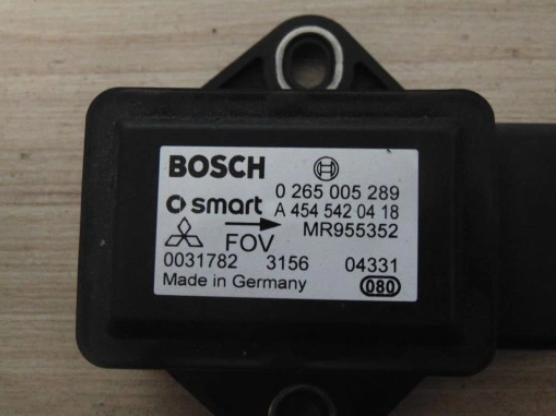 BOSCH
0 265 005 289
smart A 454 542 04 18
MR955352
FOV
0031782 3156 04331
Made in Germany 080